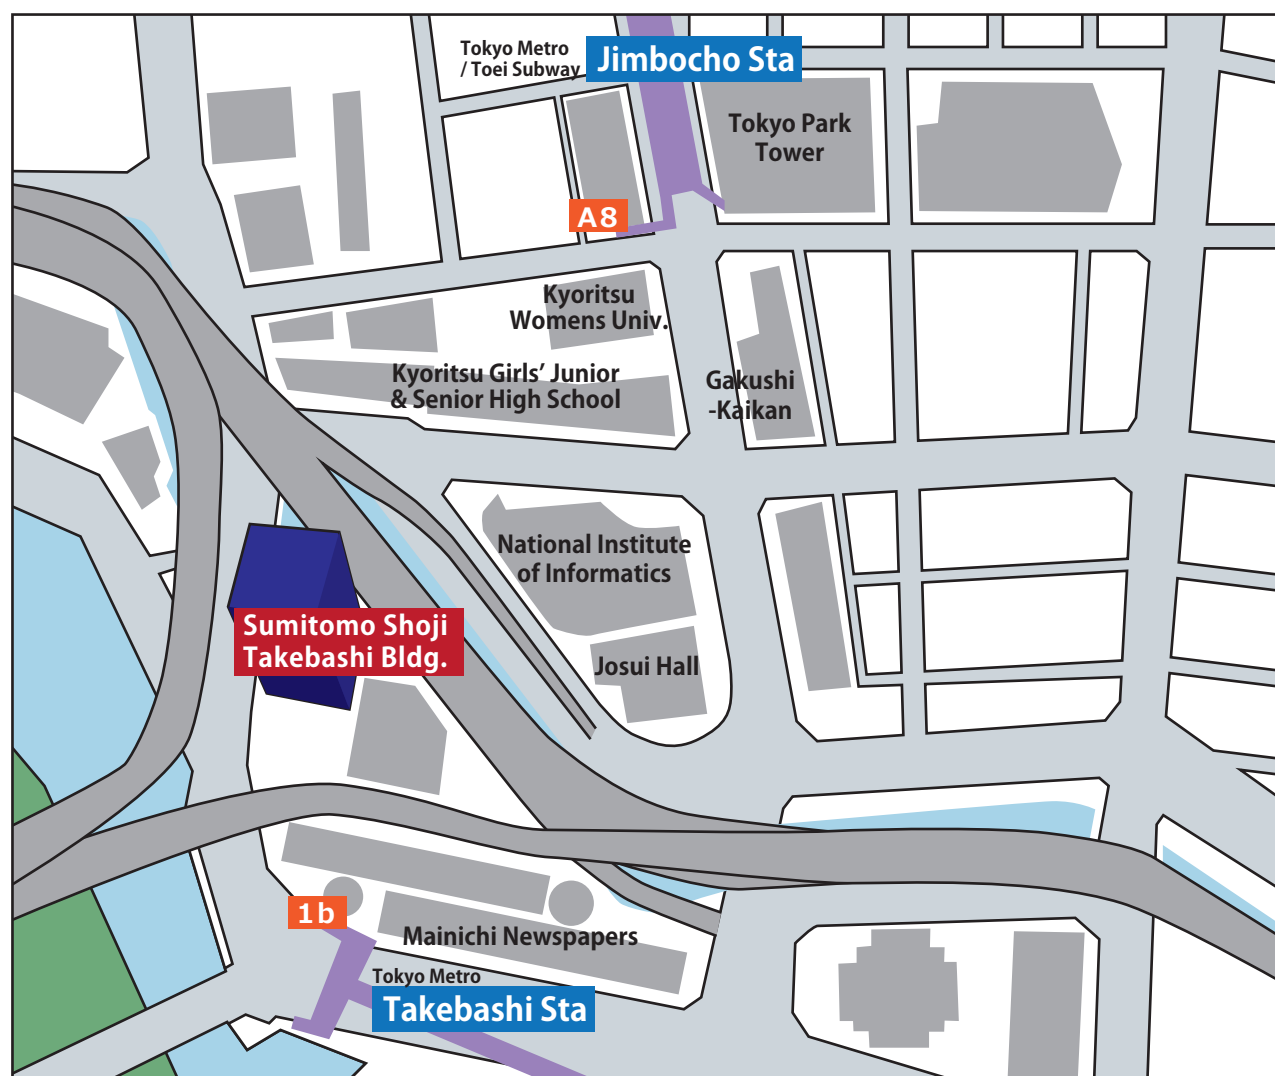 Tokyo Metro
/ Toei Subway
Jimbocho Sta
Tokyo Park
Tower
A8
Kyoritsu
Womens Univ.
Kyoritsu Girls’ Junior
& Senior High School
Gakushi
-Kaikan
National Institute
of Informatics
Sumitomo Shoji
Takebashi Bldg.
Josui Hall
1b
Mainichi Newspapers
Tokyo Metro
Takebashi Sta